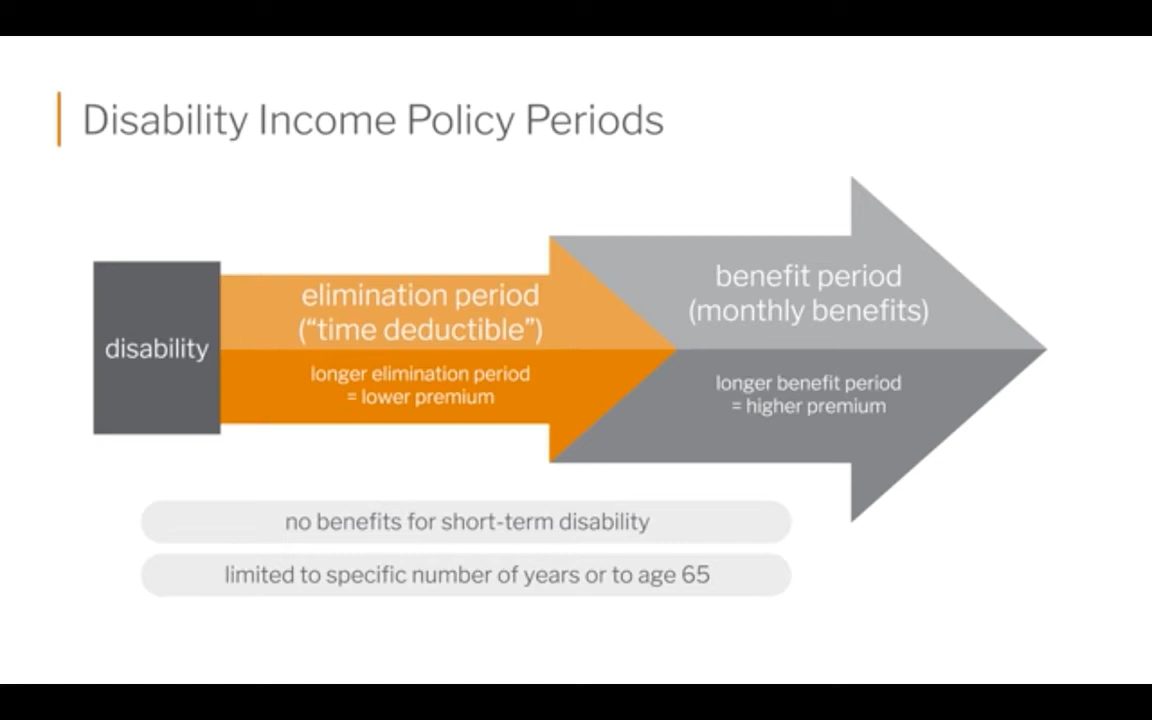 Disability Income Policy Periods
disability
elimination period
(“time deductible”)
longer elimination period
= lower premium
benefit period
(monthly benefits)
longer benefit period
= higher premium
no benefits for short-term disability
limited to specific number of years or to age 65